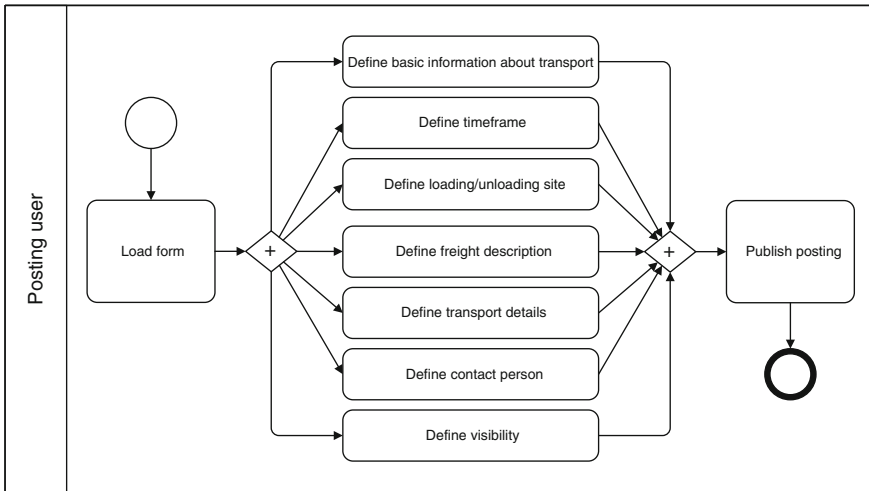 Posting user
Load form
+
Define basic information about transport
Define timeframe
Define loading/unloading site
Define freight description
Define transport details
Define contact person
Define visibility
+
Publish posting